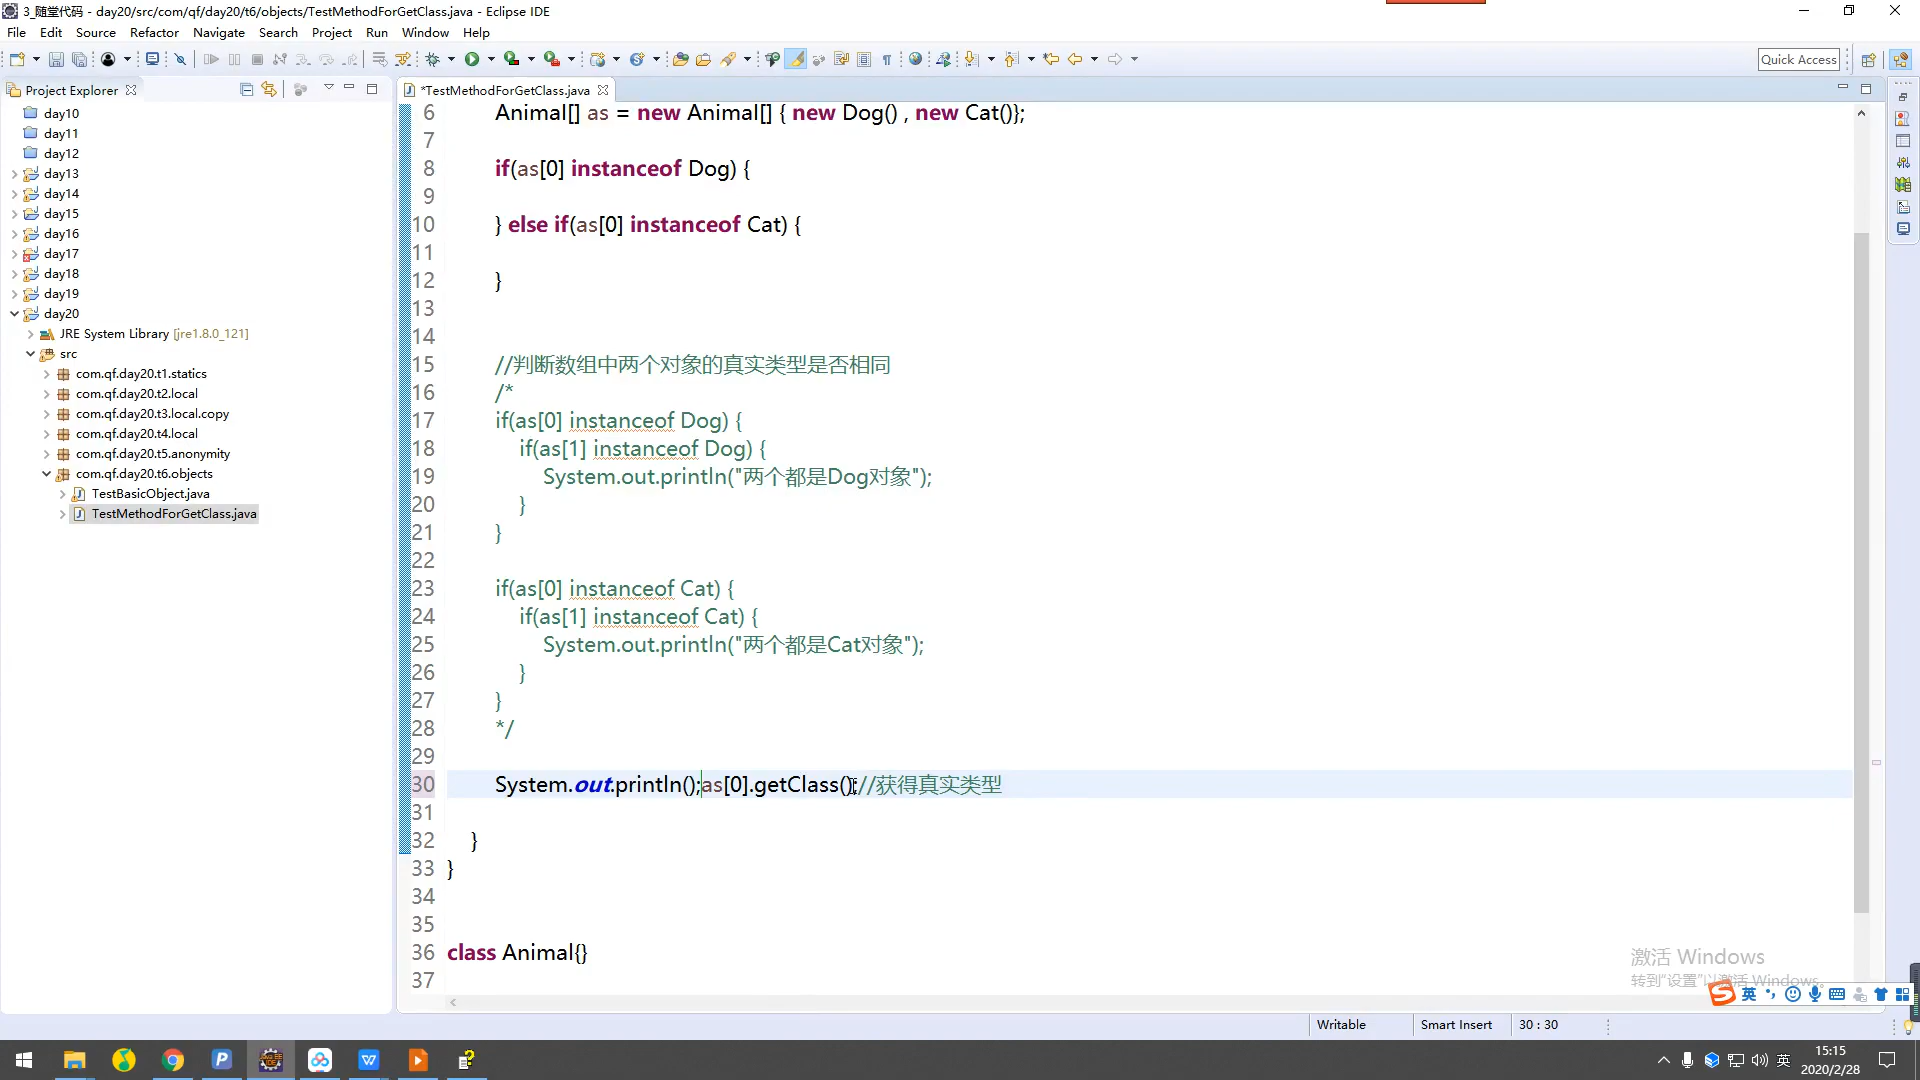 3_随堂代码 - day20/src/com/qf/day20/t6/objects/TestMethodForGetClass.java - Eclipse IDE
File Edit Source Refactor Navigate Search Project Run Window Help
Quick Access
Project Explorer
*TestMethodForGetClass.java
day10
day11
day12
day13
day14
day15
day16
day17
day18
day19
day20
JRE System Library [jre1.8.0_121]
src
com.qf.day20.t1.statics
com.qf.day20.t2.local
com.qf.day20.t3.local.copy
com.qf.day20.t4.local
com.qf.day20.t5.anonymity
com.qf.day20.t6.objects
TestBasicObject.java
TestMethodForGetClass.java
6 Animal[] as = new Animal[] { new Dog() , new Cat()};
7
8 if(as[0] instanceof Dog) {
9
10 } else if(as[0] instanceof Cat) {
11
12 }
13
14
15 //判断数组中两个对象的真实类型是否相同
16 /*
17 if(as[0] instanceof Dog) {
18 if(as[1] instanceof Dog) {
19 System.out.println("两个都是Dog对象");
20 }
21 }
22
23 if(as[0] instanceof Cat) {
24 if(as[1] instanceof Cat) {
25 System.out.println("两个都是Cat对象");
26 }
27 }
28 */
29
30 System.out.println();as[0].getClass();//获得真实类型
31
32 }
33 }
34
35
36 class Animal{}
37
激活 Windows
转到"设置"以激活 Windows。
英
Writable Smart Insert 30 : 30
英
15:15
2020/2/28